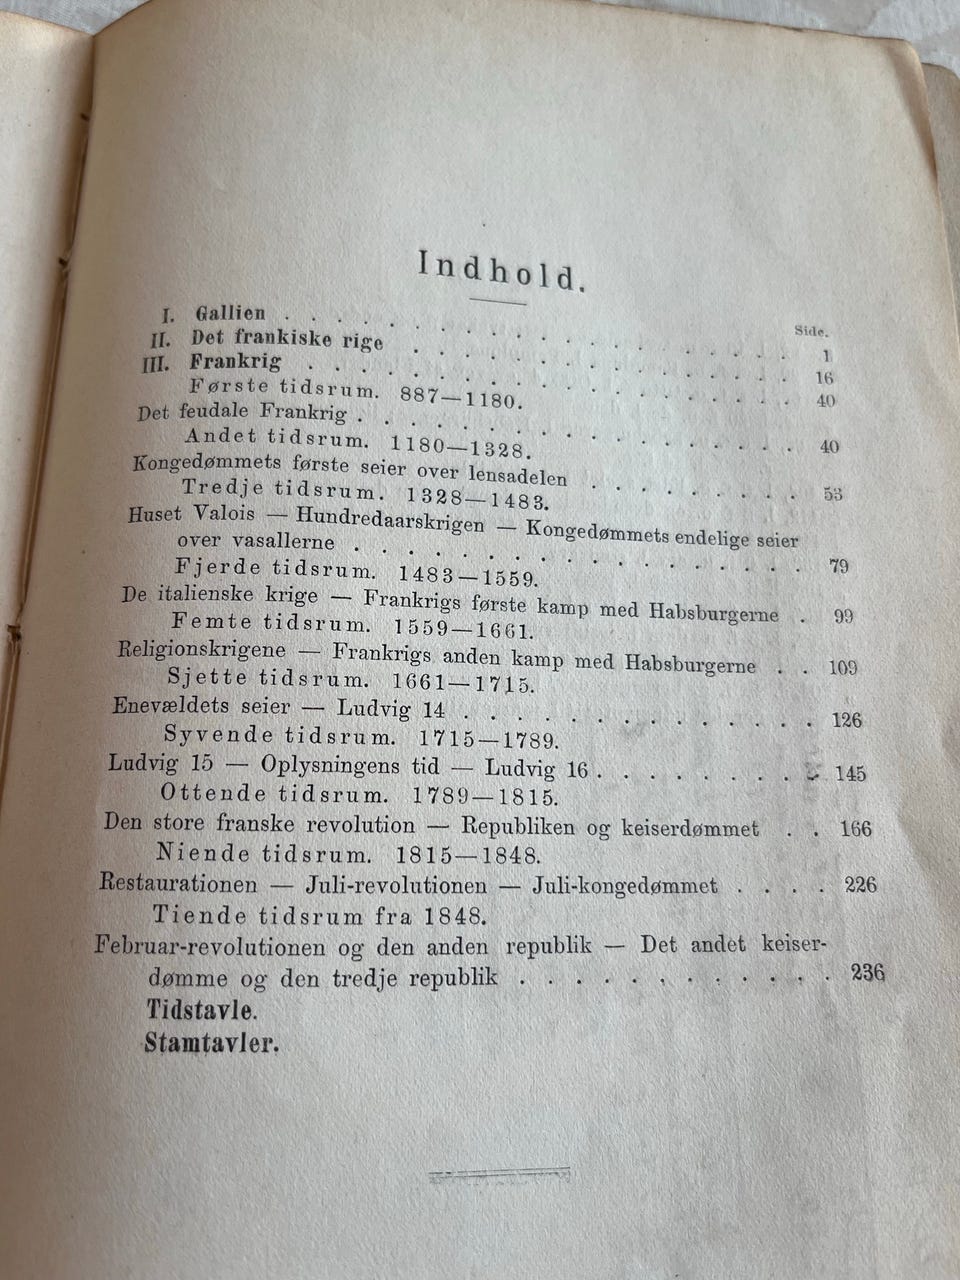 Indhold.
Side.
I. Gallien . . . . . . . . . . . . . . . . . . . . 1
II. Det frankiske rige . . . . . . . . . . . . . . . 16
III. Frankrig . . . . . . . . . . . . . . . . . . . 40
Første tidsrum. 887—1180.
Det feudale Frankrig . . . . . . . . . . . . . . . . . . 40
Andet tidsrum. 1180—1328.
Kongedømmets første seier over lensadelen . . . . . . . . . 53
Tredje tidsrum. 1328—1483.
Huset Valois — Hundredaarskrigen — Kongedømmets endelige seier
over vasallerne . . . . . . . . . . . . . . . . . . 79
Fjerde tidsrum. 1483—1559.
De italienske krige — Frankrigs første kamp med Habsburgerne . 99
Femte tidsrum. 1559—1661.
Religionskrigene — Frankrigs anden kamp med Habsburgerne . . 109
Sjette tidsrum. 1661—1715.
Enevældets seier — Ludvig 14 . . . . . . . . . . . . . . 126
Syvende tidsrum. 1715—1789.
Ludvig 15 — Oplysningens tid — Ludvig 16 . . . . . . . . . 145
Ottende tidsrum. 1789—1815.
Den store franske revolution — Republiken og keiserdømmet . . 166
Niende tidsrum. 1815—1848.
Restaurationen — Juli-revolutionen — Juli-kongedømmet . . . . 226
Tiende tidsrum fra 1848.
Februar-revolutionen og den anden republik — Det andet keiser-
dømme og den tredje republik . . . . . . . . . . . . 236
Tidstavle.
Stamtavler.